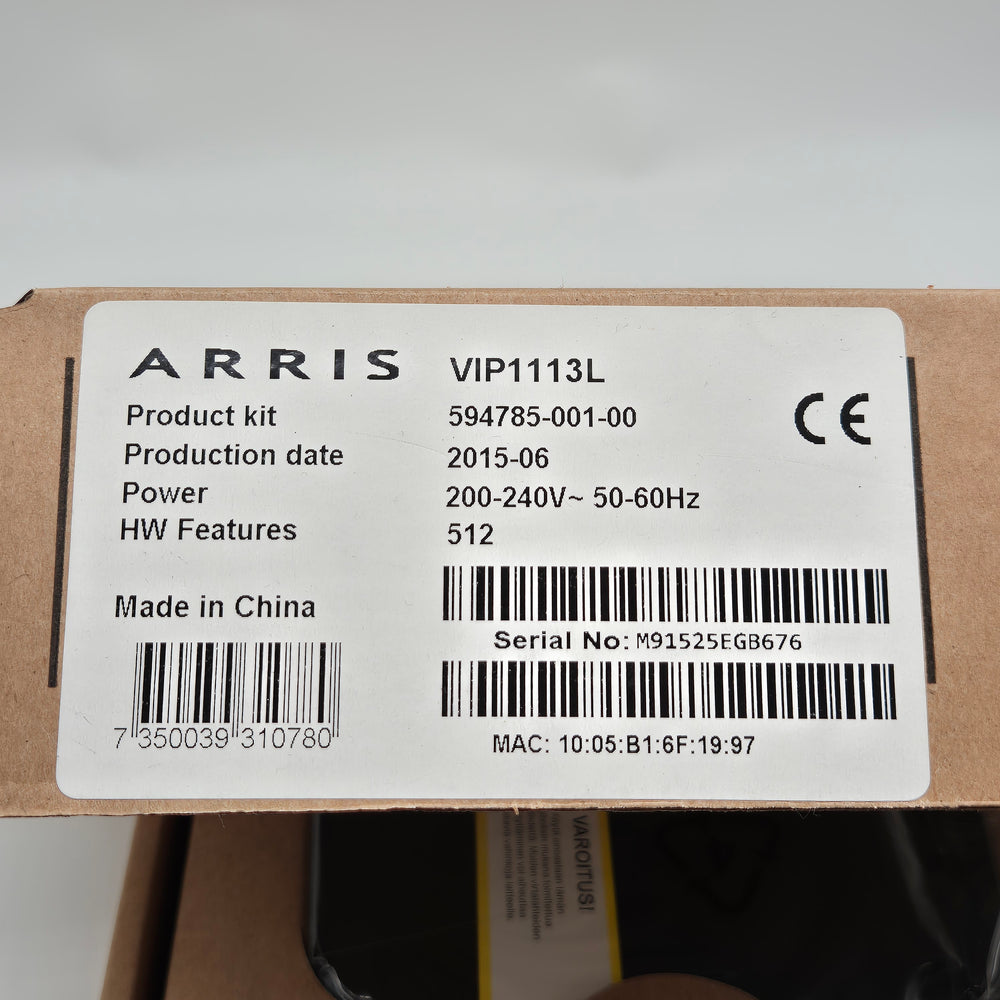 ARRIS VIP1113L
Product kit 594785-001-00
Production date 2015-06
Power 200-240V~ 50-60Hz
HW Features 512
CE
Made in China
Serial No: M91525EGB676
7 350039 310780
MAC: 10:05:B1:6F:19:97
VAROITUS!